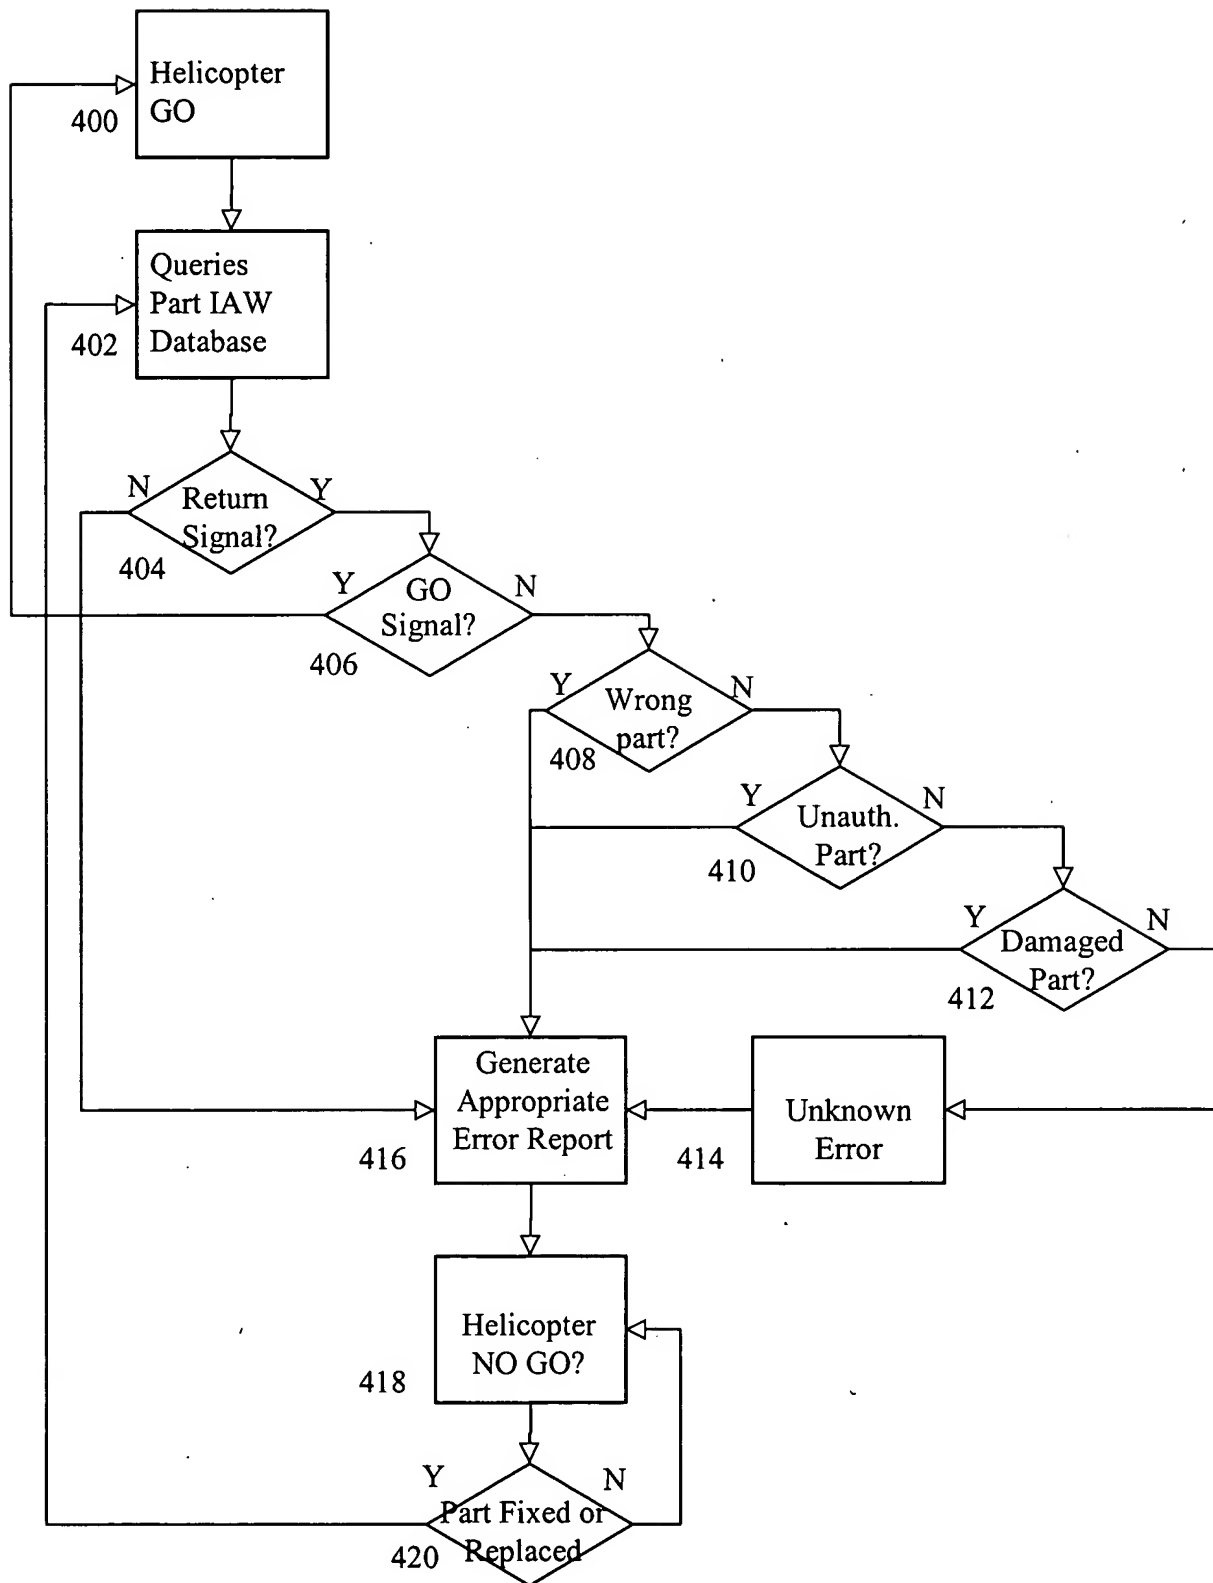 Helicopter
GO
400
Queries
Part IAW
Database
402
N
Y
Return
Signal?
404
Y
N
GO
Signal?
406
Y
N
Wrong
part?
408
Y
N
Unauth.
Part?
410
Y
N
Damaged
Part?
412
Generate
Appropriate
Error Report
416
Unknown
Error
414
Helicopter
NO GO?
418
Y
N
Part Fixed or
Replaced
420